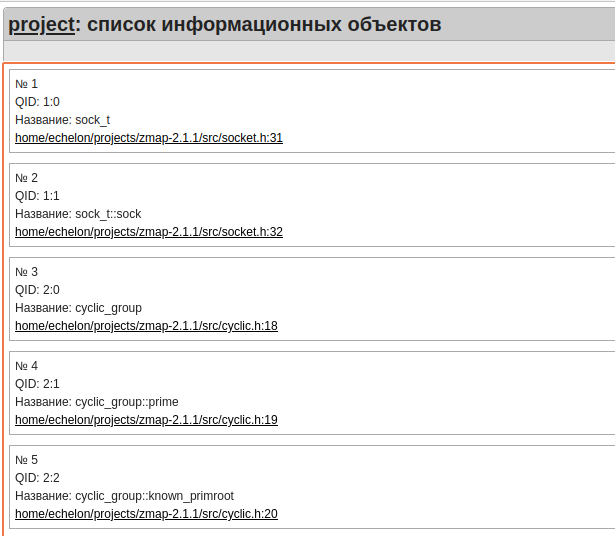 project: список информационных объектов
№ 1
QID: 1:0
Название: sock_t
home/echelon/projects/zmap-2.1.1/src/socket.h:31
№ 2
QID: 1:1
Название: sock_t::sock
home/echelon/projects/zmap-2.1.1/src/socket.h:32
№ 3
QID: 2:0
Название: cyclic_group
home/echelon/projects/zmap-2.1.1/src/cyclic.h:18
№ 4
QID: 2:1
Название: cyclic_group::prime
home/echelon/projects/zmap-2.1.1/src/cyclic.h:19
№ 5
QID: 2:2
Название: cyclic_group::known_primroot
home/echelon/projects/zmap-2.1.1/src/cyclic.h:20